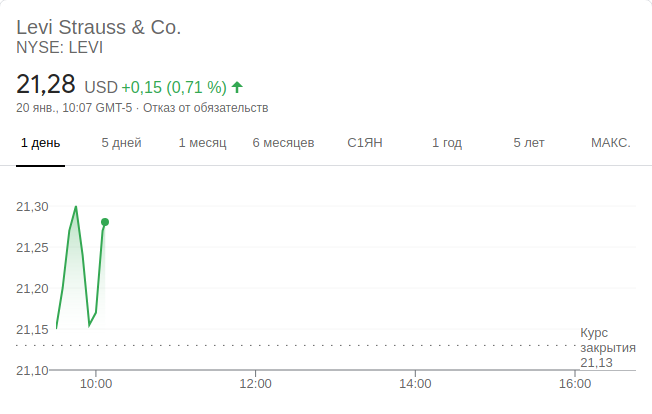 Levi Strauss & Co.
NYSE: LEVI
21,28 USD +0,15 (0,71 %)
20 янв., 10:07 GMT-5 · Отказ от обязательств
1 день 5 дней 1 месяц 6 месяцев С1ЯН 1 год 5 лет МАКС.
21,30
21,25
21,20
21,15
21,10
Курс
закрытия
21,13
10:00 12:00 14:00 16:00